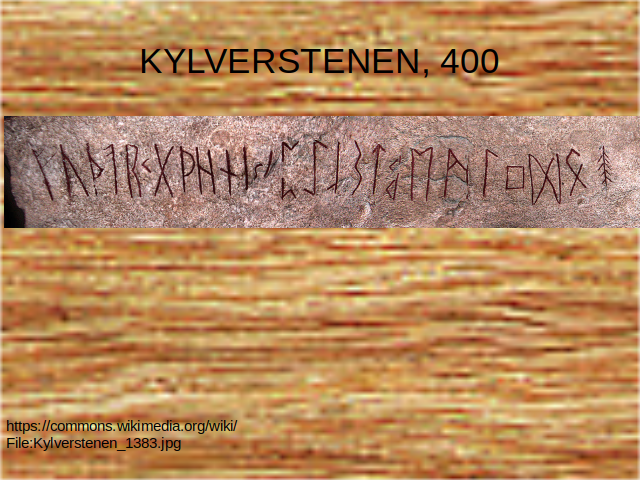 KYLVERSTENEN, 400
ᚠᚢᚦᚨᚱᚲᚷᚹᚺᚾᛁᛃᛈᛇᛉᛊᛏᛒᛖᛗᛚᛜᛞᛟ
https://commons.wikimedia.org/wiki/
File:Kylverstenen_1383.jpg